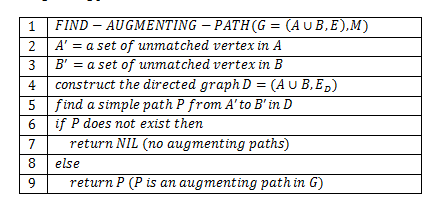 1 FIND − AUGMENTING − PATH(G = (A ∪ B, E), M)
2 A′ = a set of unmatched vertex in A
3 B′ = a set of unmatched vertex in B
4 construct the directed graph D = (A ∪ B, E_D)
5 find a simple path P from A′ to B′ in D
6 if P does not exist then
7 return NIL (no augmenting paths)
8 else
9 return P (P is an augmenting path in G)